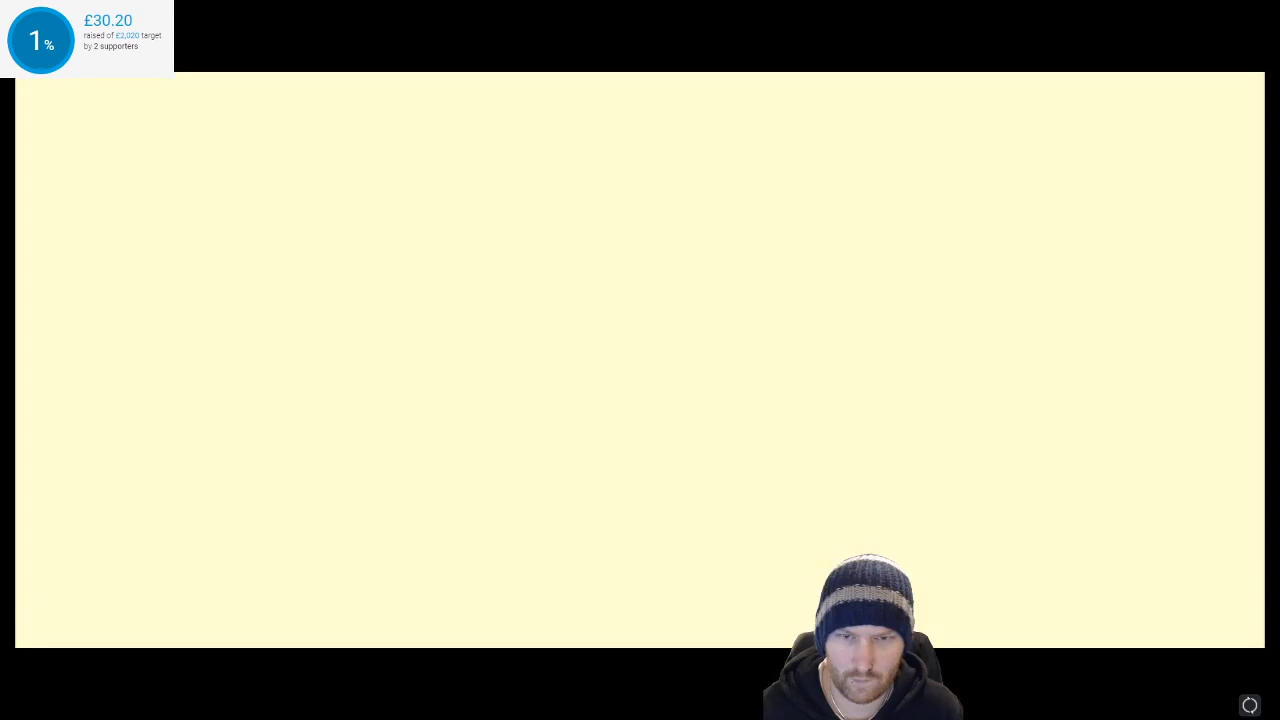 1%
£30.20
raised of £2,020 target
by 2 supporters